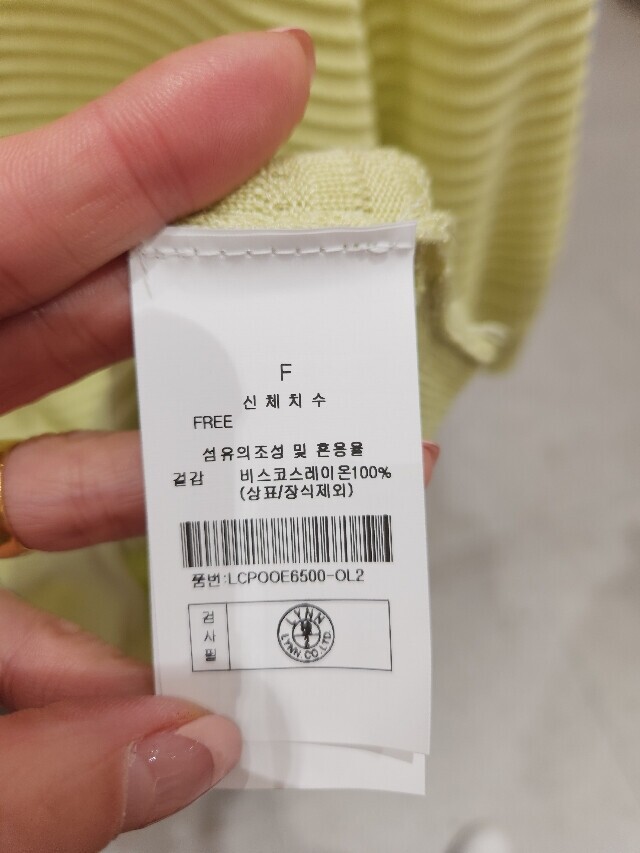 F
신체치수
FREE
섬유의조성 및 혼용율
겉감 비스코스레이온100%
(상표/장식제외)
품번:LCPOOE6500-OL2
검사필
LYNN
LYNN.CO.LTD.